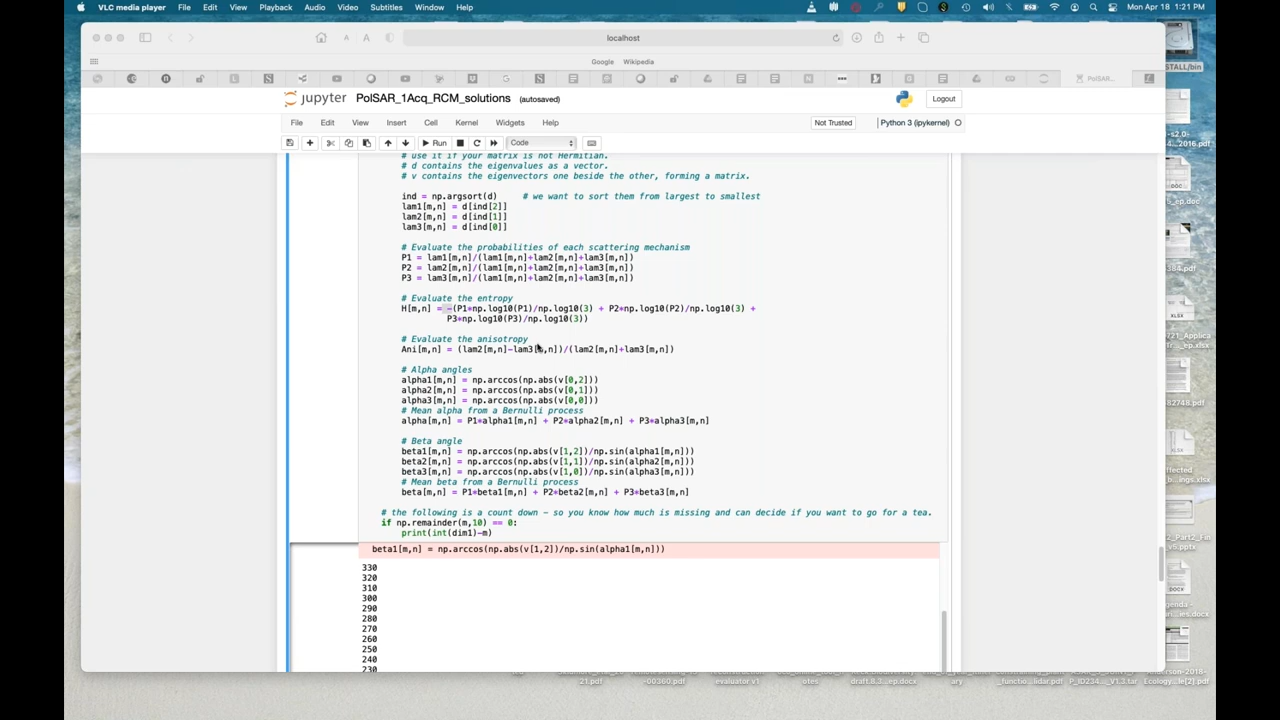 VLC media player File Edit View Playback Audio Video Subtitles Window Help Mon Apr 18 1:21 PM
localhost
Google Wikipedia
PolSAR...
jupyter PolSAR_1Acq_RCM_solutions (autosaved) Logout
File Edit View Insert Cell Kernel Widgets Help Not Trusted Python 3 (ipykernel)
Run Code
# use it if your matrix is not Hermitian.
# d contains the eigenvalues as a vector.
# v contains the eigenvectors one beside the other, forming a matrix.
ind = np.argsort(d) # we want to sort them from largest to smallest
lam1[m,n] = d[ind[2]]
lam2[m,n] = d[ind[1]]
lam3[m,n] = d[ind[0]]
# Evaluate the probabilities of each scattering mechanism
P1 = lam1[m,n]/(lam1[m,n]+lam2[m,n]+lam3[m,n])
P2 = lam2[m,n]/(lam1[m,n]+lam2[m,n]+lam3[m,n])
P3 = lam3[m,n]/(lam1[m,n]+lam2[m,n]+lam3[m,n])
# Evaluate the entropy
H[m,n] = -(P1*np.log10(P1)/np.log10(3) + P2*np.log10(P2)/np.log10(3) +
P3*np.log10(P3)/np.log10(3))
# Evaluate the anisotropy
Ani[m,n] = (lam2[m,n]-lam3[m,n])/(lam2[m,n]+lam3[m,n])
# Alpha angles
alpha1[m,n] = np.arccos(np.abs(v[0,2]))
alpha2[m,n] = np.arccos(np.abs(v[0,1]))
alpha3[m,n] = np.arccos(np.abs(v[0,0]))
# Mean alpha from a Bernulli process
alpha[m,n] = P1*alpha1[m,n] + P2*alpha2[m,n] + P3*alpha3[m,n]
# Beta angle
beta1[m,n] = np.arccos(np.abs(v[1,2])/np.sin(alpha1[m,n]))
beta2[m,n] = np.arccos(np.abs(v[1,1])/np.sin(alpha2[m,n]))
beta3[m,n] = np.arccos(np.abs(v[1,0])/np.sin(alpha3[m,n]))
# Mean beta from a Bernulli process
beta[m,n] = P1*beta1[m,n] + P2*beta2[m,n] + P3*beta3[m,n]
# the following is a count down - so you know how much is missing and can decide if you want to go for a tea.
if np.remainder(m,10) == 0:
print(int(dim1)-m)
beta1[m,n] = np.arccos(np.abs(v[1,2])/np.sin(alpha1[m,n]))
330
320
310
300
290
280
270
260
250
240
230
STALL/bin
2016.pdf
_ep.doc
384.pdf
82748.pdf